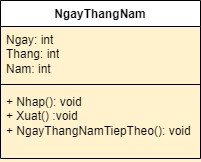 NgayThangNam
Ngay: int
Thang: int
Nam: int
+ Nhap(): void
+ Xuat() :void
+ NgayThangNamTiepTheo(): void